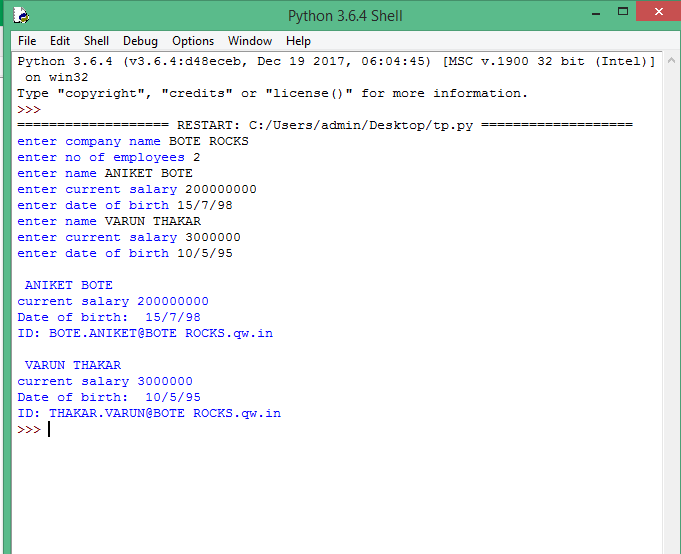 Python 3.6.4 Shell
File Edit Shell Debug Options Window Help
Python 3.6.4 (v3.6.4:d48eceb, Dec 19 2017, 06:04:45) [MSC v.1900 32 bit (Intel)]
on win32
Type "copyright", "credits" or "license()" for more information.
>>>
=================== RESTART: C:/Users/admin/Desktop/tp.py ===================
enter company name BOTE ROCKS
enter no of employees 2
enter name ANIKET BOTE
enter current salary 200000000
enter date of birth 15/7/98
enter name VARUN THAKAR
enter current salary 3000000
enter date of birth 10/5/95
ANIKET BOTE
current salary 200000000
Date of birth:  15/7/98
ID: BOTE.ANIKET@BOTE ROCKS.qw.in
VARUN THAKAR
current salary 3000000
Date of birth:  10/5/95
ID: THAKAR.VARUN@BOTE ROCKS.qw.in
>>>